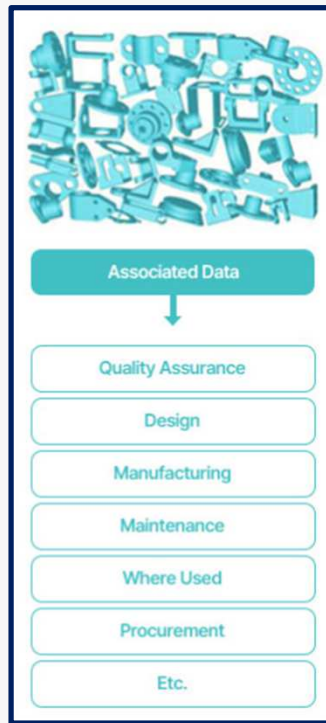 Associated Data
Quality Assurance
Design
Manufacturing
Maintenance
Where Used
Procurement
Etc.